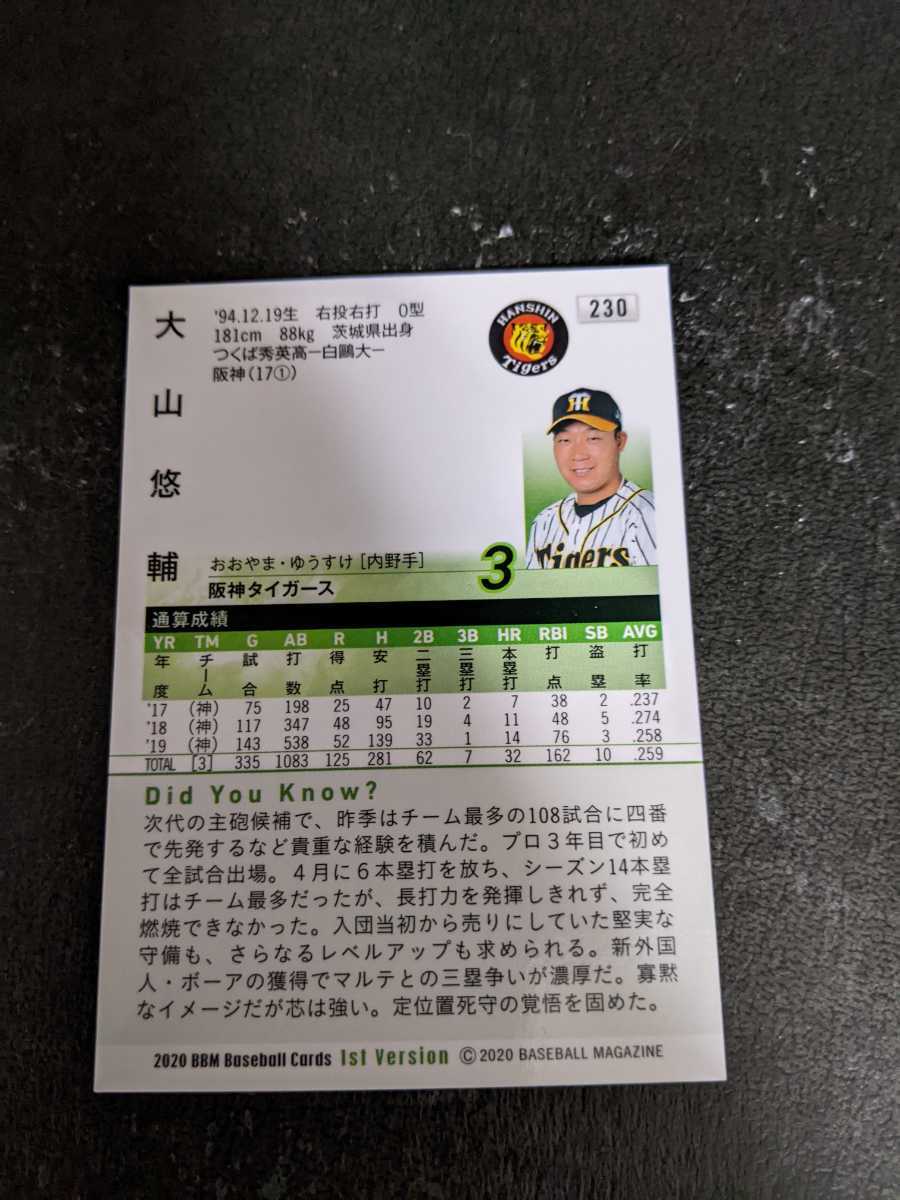 大山悠輔
'94.12.19生 右投右打 O型
181cm 88kg 茨城県出身
つくば秀英高ー白鷗大ー
阪神(17①)
HANSHIN
Tigers
230
Tigers
おおやま・ゆうすけ [内野手]
阪神タイガース
3
通算成績
YR TM G AB R H 2B 3B HR RBI SB AVG
年度 チーム 試合 打数 得点 安打 二塁打 三塁打 本塁打 打点 盗塁 打率
'17 (神) 75 198 25 47 10 2 7 38 2 .237
'18 (神) 117 347 48 95 19 4 11 48 5 .274
'19 (神) 143 538 52 139 33 1 14 76 3 .258
TOTAL [3] 335 1083 125 281 62 7 32 162 10 .259
Did You Know?
次代の主砲候補で、昨季はチーム最多の108試合に四番
で先発するなど貴重な経験を積んだ。プロ3年目で初め
て全試合出場。4月に6本塁打を放ち、シーズン14本塁
打はチーム最多だったが、長打力を発揮しきれず、完全
燃焼できなかった。入団当初から売りにしていた堅実な
守備も、さらなるレベルアップも求められる。新外国
人・ボーアの獲得でマルテとの三塁争いが濃厚だ。寡黙
なイメージだが芯は強い。定位置死守の覚悟を固めた。
2020 BBM Baseball Cards 1st Version ©2020 BASEBALL MAGAZINE